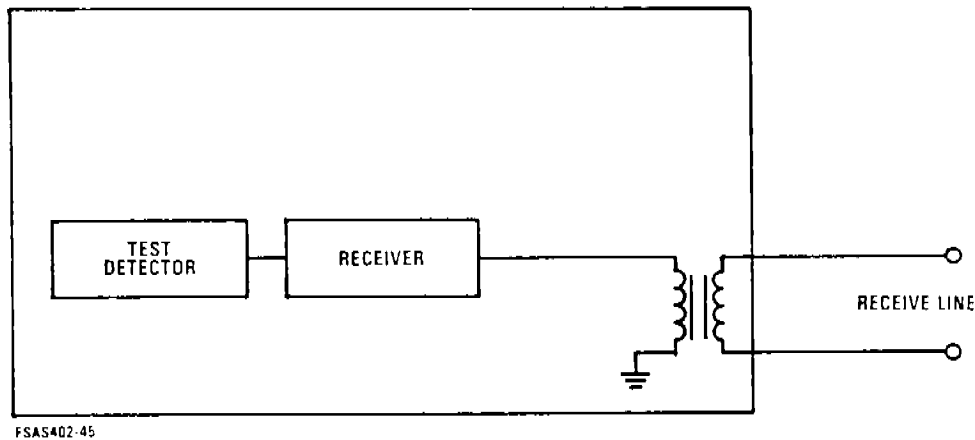 TEST
DETECTOR
RECEIVER
RECEIVE LINE
FSAS402-45